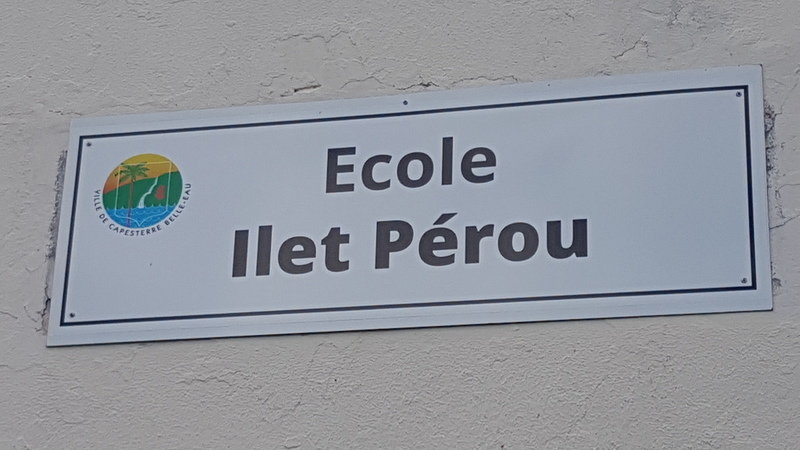 Ecole
Ilet Pérou
VILLE DE CAPESTERRE BELLE-EAU